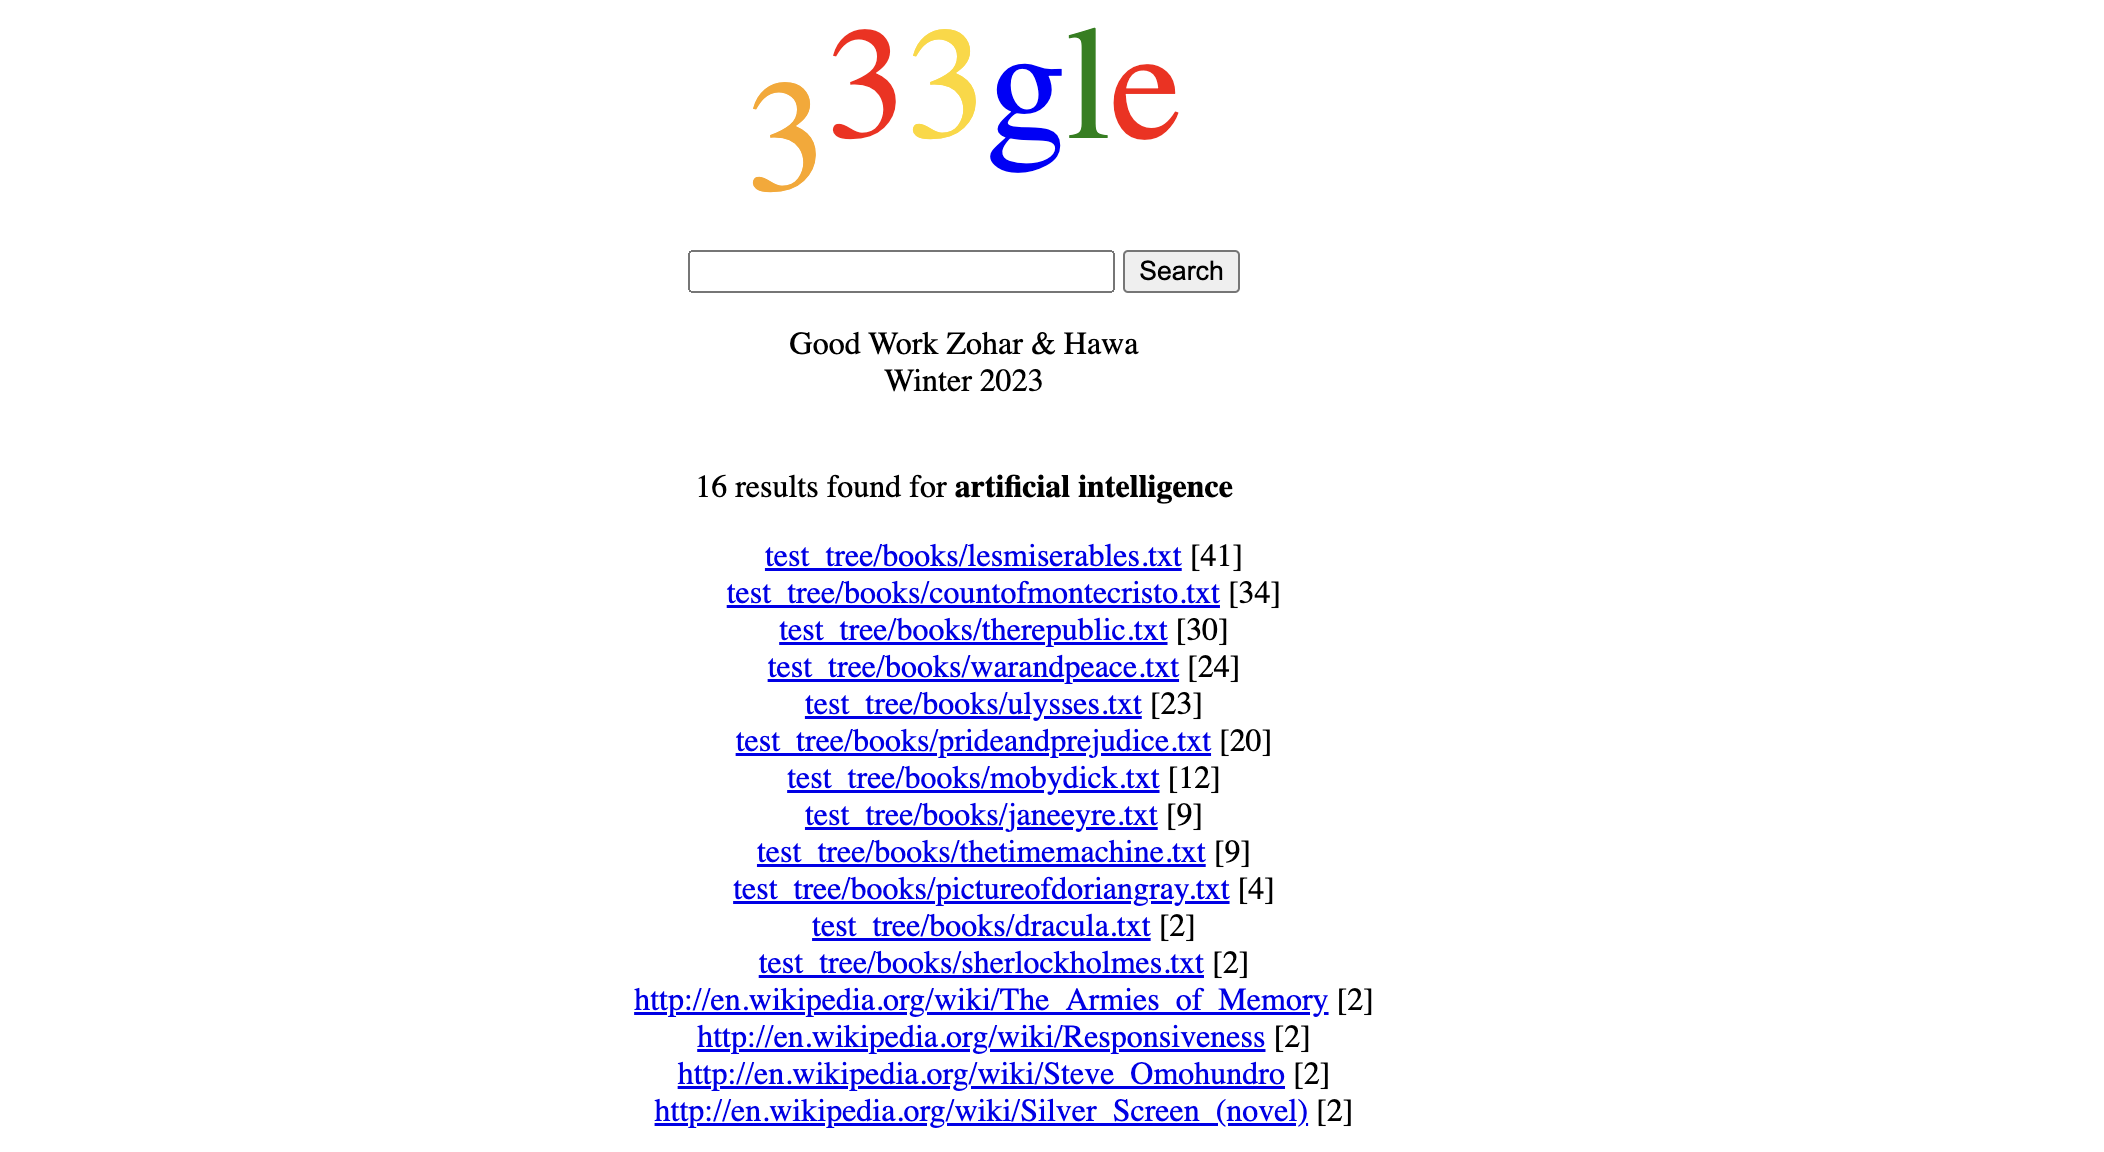 333gle
Search
Good Work Zohar & Hawa
Winter 2023
16 results found for artificial intelligence
test_tree/books/lesmiserables.txt [41]
test_tree/books/countofmontecristo.txt [34]
test_tree/books/therepublic.txt [30]
test_tree/books/warandpeace.txt [24]
test_tree/books/ulysses.txt [23]
test_tree/books/prideandprejudice.txt [20]
test_tree/books/mobydick.txt [12]
test_tree/books/janeeyre.txt [9]
test_tree/books/thetimemachine.txt [9]
test_tree/books/pictureofdoriangray.txt [4]
test_tree/books/dracula.txt [2]
test_tree/books/sherlockholmes.txt [2]
http://en.wikipedia.org/wiki/The_Armies_of_Memory [2]
http://en.wikipedia.org/wiki/Responsiveness [2]
http://en.wikipedia.org/wiki/Steve_Omohundro [2]
http://en.wikipedia.org/wiki/Silver_Screen_(novel) [2]